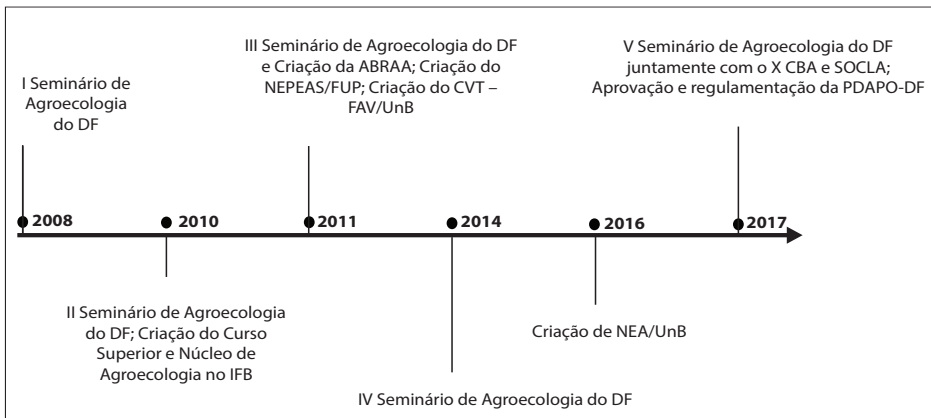 I Seminário de
Agroecologia
do DF
III Seminário de Agroecologia do DF
e Criação da ABRAA; Criação do
NEPEAS/FUP; Criação do CVT –
FAV/UnB
V Seminário de Agroecologia do DF
juntamente com o X CBA e SOCLA;
Aprovação e regulamentação da PDAPO-DF
2008
2010
2011
2014
2016
2017
II Seminário de Agroecologia
do DF; Criação do Curso
Superior e Núcleo de
Agroecologia no IFB
IV Seminário de Agroecologia do DF
Criação de NEA/UnB